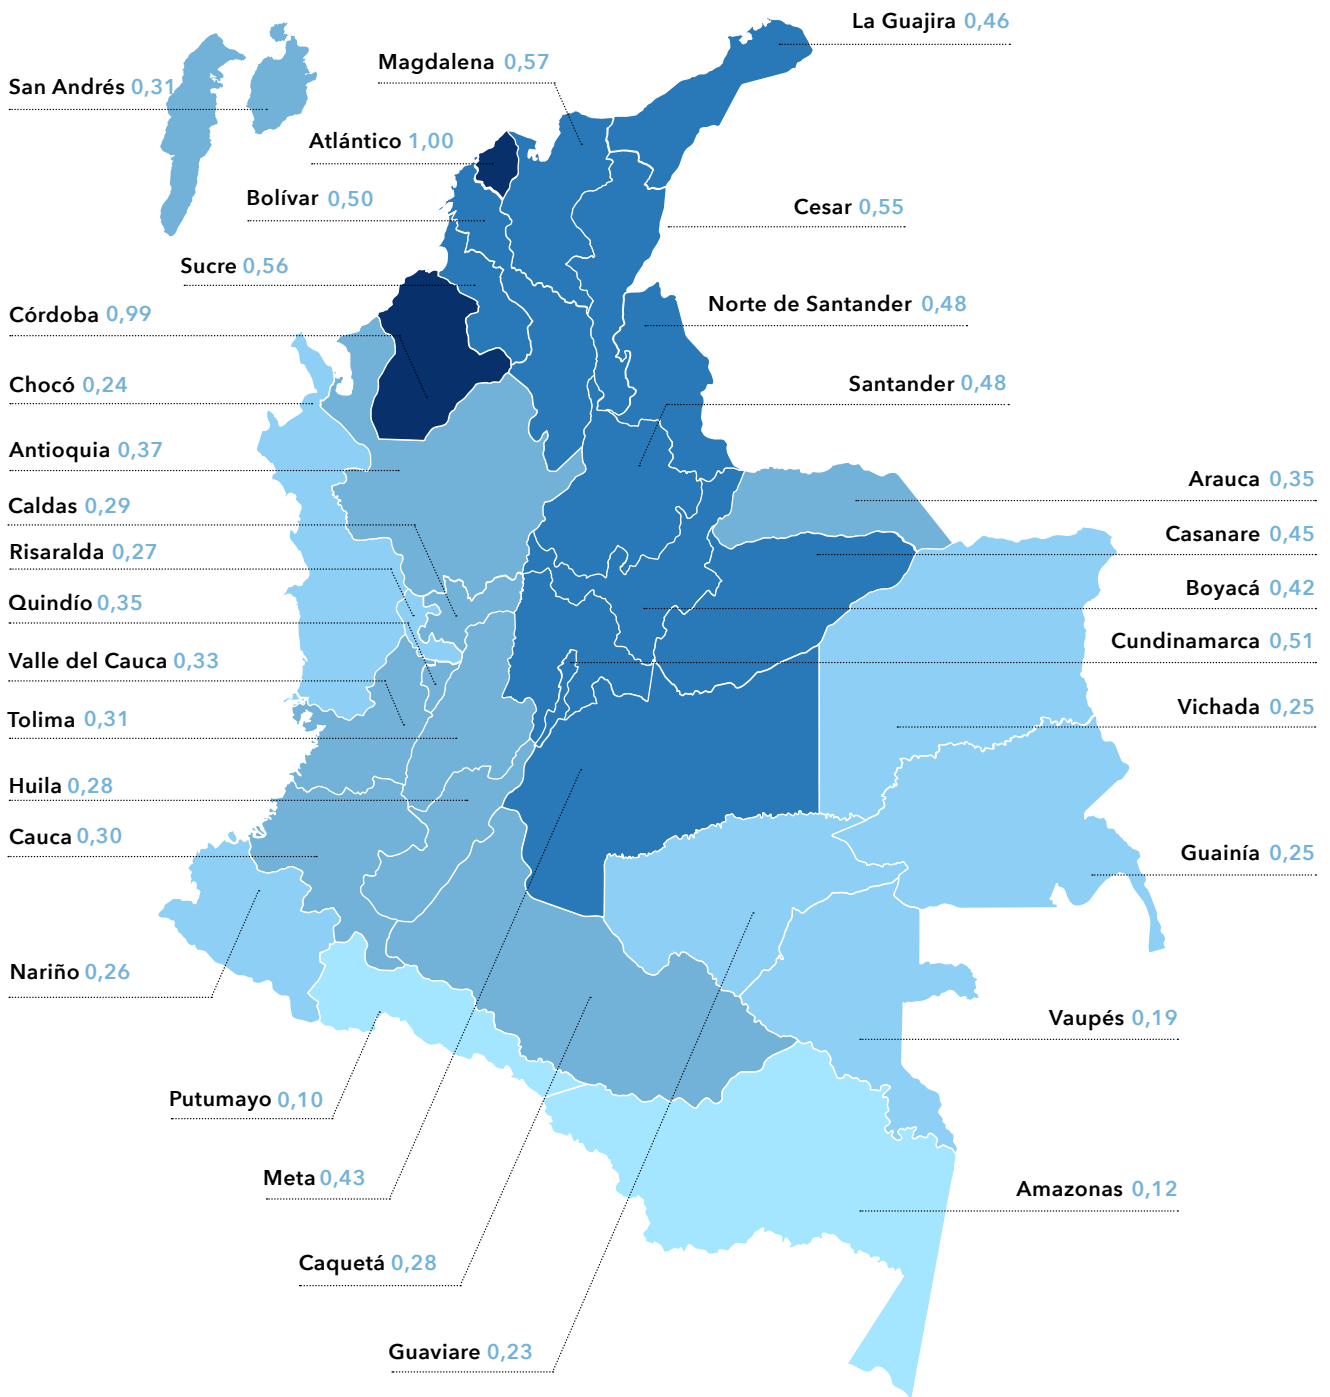 La Guajira 0,46
Magdalena 0,57
San Andrés 0,31
Atlántico 1,00
Bolívar 0,50
Cesar 0,55
Sucre 0,56
Norte de Santander 0,48
Córdoba 0,99
Chocó 0,24
Santander 0,48
Antioquia 0,37
Arauca 0,35
Caldas 0,29
Casanare 0,45
Risaralda 0,27
Boyacá 0,42
Quindío 0,35
Cundinamarca 0,51
Valle del Cauca 0,33
Vichada 0,25
Tolima 0,31
Huila 0,28
Cauca 0,30
Guainía 0,25
Nariño 0,26
Vaupés 0,19
Putumayo 0,10
Meta 0,43
Amazonas 0,12
Caquetá 0,28
Guaviare 0,23